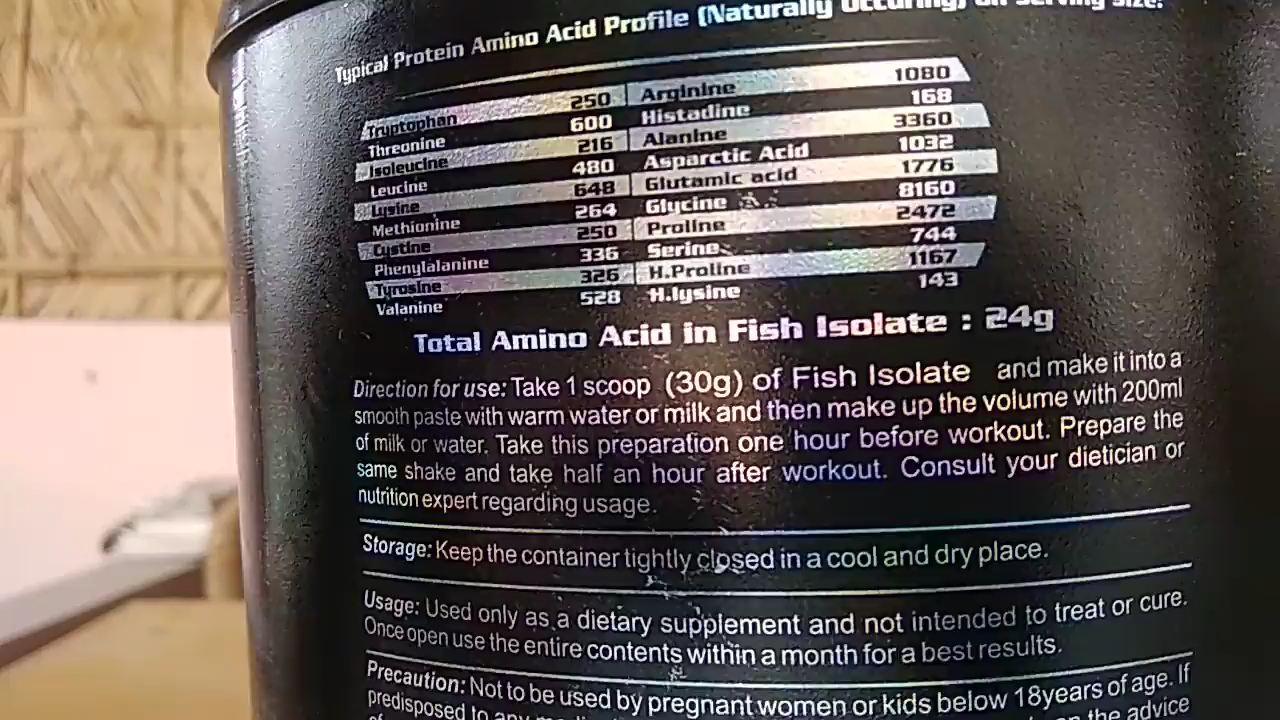 Typical Protein Amino Acid Profile (Naturally Occuring) on Serving Size:
Tryptophan 250 Arginine 1080
Threonine 600 Histadine 168
Isoleucine 216 Alanine 3360
Leucine 480 Asparctic Acid 1032
Lysine 648 Glutamic acid 1776
Methionine 264 Glycine 8160
Cystine 250 Proline 2472
Phenylalanine 336 Serine 744
Tyrosine 326 H.Proline 1167
Valanine 528 H.lysine 143
Total Amino Acid in Fish Isolate : 24g
Direction for use: Take 1 scoop (30g) of Fish Isolate and make it into a
smooth paste with warm water or milk and then make up the volume with 200ml
of milk or water. Take this preparation one hour before workout. Prepare the
same shake and take half an hour after workout. Consult your dietician or
nutrition expert regarding usage.
Storage: Keep the container tightly closed in a cool and dry place.
Usage: Used only as a dietary supplement and not intended to treat or cure.
Once open use the entire contents within a month for a best results.
Precaution: Not to be used by pregnant women or kids below 18years of age. If
predisposed to any the advice